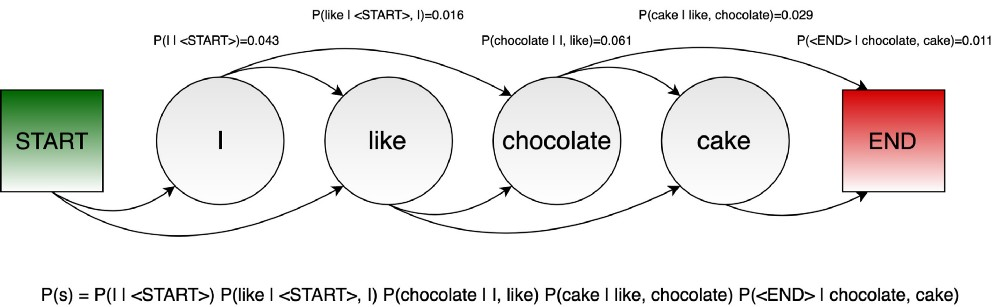 P(like | <START>, I)=0.016
P(cake | like, chocolate)=0.029
P(I | <START>)=0.043
P(chocolate | I, like)=0.061
P(<END> | chocolate, cake)=0.011
START
I
like
chocolate
cake
END
P(s) = P(I | <START>) P(like | <START>, I) P(chocolate | I, like) P(cake | like, chocolate) P(<END> | chocolate, cake)